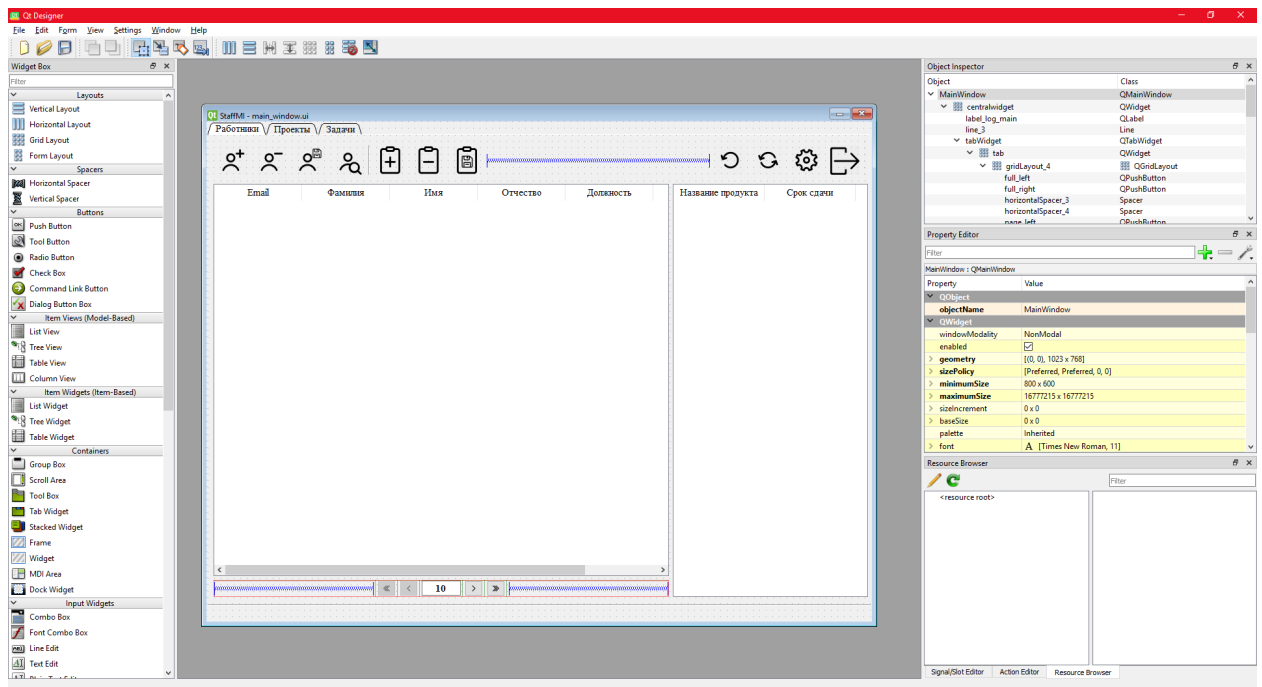 Qt Designer
File Edit Form View Settings Window Help
Widget Box
Filter
Layouts
Vertical Layout
Horizontal Layout
Grid Layout
Form Layout
Spacers
Horizontal Spacer
Vertical Spacer
Buttons
Push Button
Tool Button
Radio Button
Check Box
Command Link Button
Dialog Button Box
Item Views (Model-Based)
List View
Tree View
Table View
Column View
Item Widgets (Item-Based)
List Widget
Tree Widget
Table Widget
Containers
Group Box
Scroll Area
Tool Box
Tab Widget
Stacked Widget
Frame
Widget
MDI Area
Dock Widget
Input Widgets
Combo Box
Font Combo Box
Line Edit
Text Edit
StaffMI - main_window.ui
Работники Проекты Задачи
Email Фамилия Имя Отчество Должность Название продукта Срок сдачи
10
Object Inspector
Object Class
MainWindow QMainWindow
centralwidget QWidget
label_log_main QLabel
line_3 Line
tabWidget QTabWidget
tab QWidget
gridLayout_4 QGridLayout
full_left QPushButton
full_right QPushButton
horizontalSpacer_3 Spacer
horizontalSpacer_4 Spacer
page_left QPushButton
Property Editor
Filter
MainWindow : QMainWindow
Property Value
QObject
objectName MainWindow
QWidget
windowModality NonModal
enabled
geometry [(0, 0), 1023 x 768]
sizePolicy [Preferred, Preferred, 0, 0]
minimumSize 800 x 600
maximumSize 16777215 x 16777215
sizeIncrement 0 x 0
baseSize 0 x 0
palette Inherited
font A [Times New Roman, 11]
Resource Browser
Filter
<resource root>
Signal/Slot Editor Action Editor Resource Browser